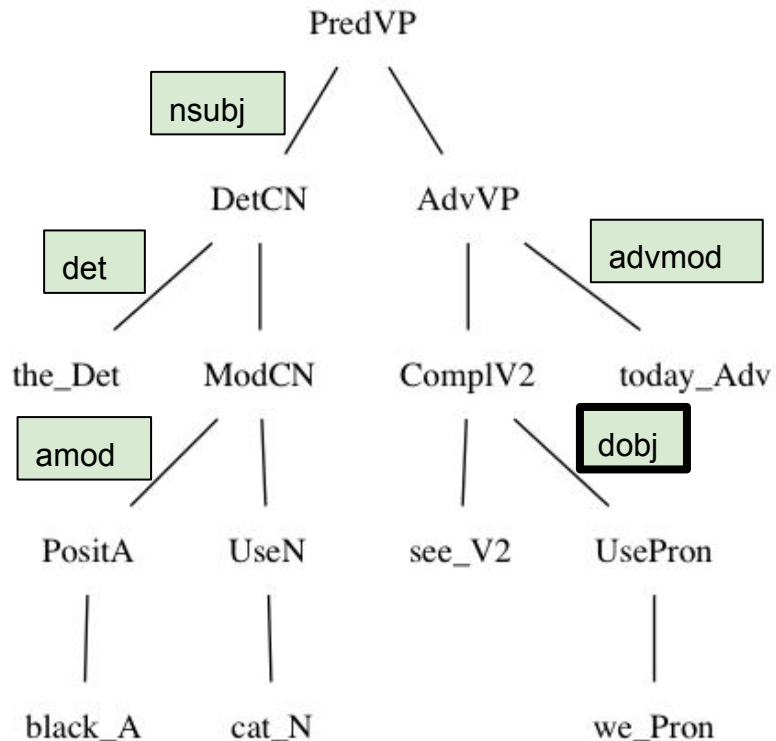 PredVP
nsubj
DetCN AdvVP
det advmod
the_Det ModCN ComplV2 today_Adv
amod dobj
PositA UseN see_V2 UsePron
black_A cat_N we_Pron